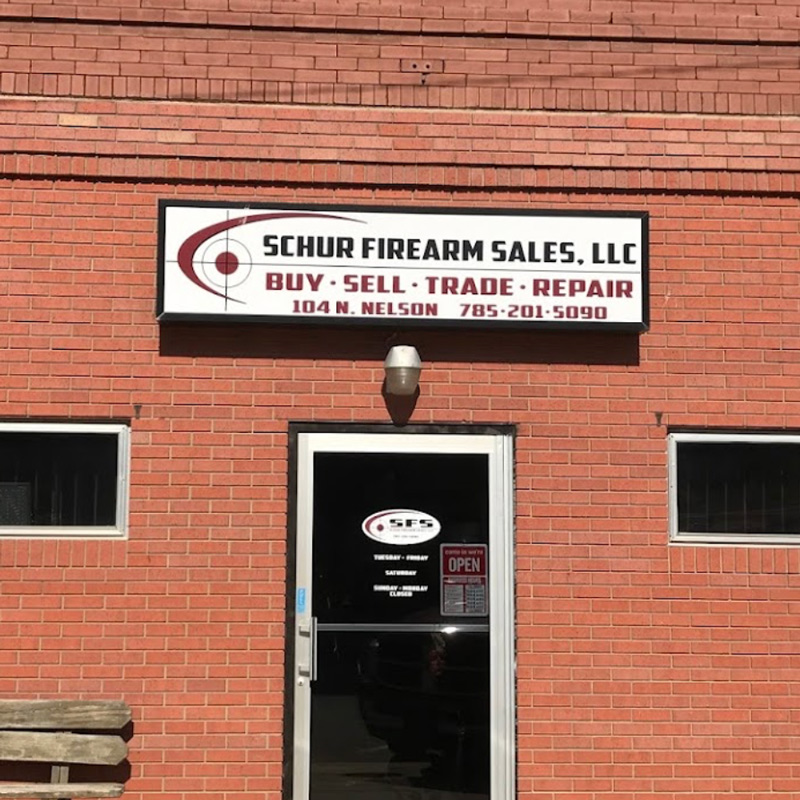 SCHUR FIREARM SALES, LLC
BUY · SELL · TRADE · REPAIR
104 N. NELSON 785·201·5090
SFS
TUESDAY - FRIDAY
SATURDAY
SUNDAY - MONDAY
CLOSED
OPEN